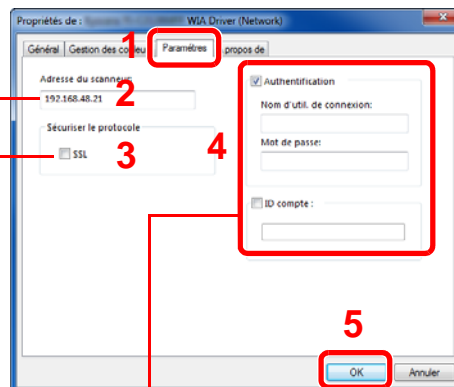 Propriétés de : WIA Driver (Network)
1
Général Gestion des couleu Paramètres propos de
Adresse du scanneur:
192.168.48.21
2
Sécuriser le protocole
SSL
3
4
Authentification
Nom d'util. de connexion:
Mot de passe:
ID compte :
5
OK Annuler